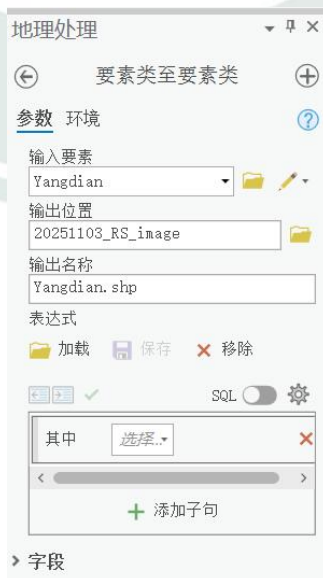 地理处理
要素类至要素类
参数 环境
输入要素
Yangdian
输出位置
20251103_RS_image
输出名称
Yangdian.shp
表达式
加载 保存 移除
SQL
其中 选择...
添加子句
字段